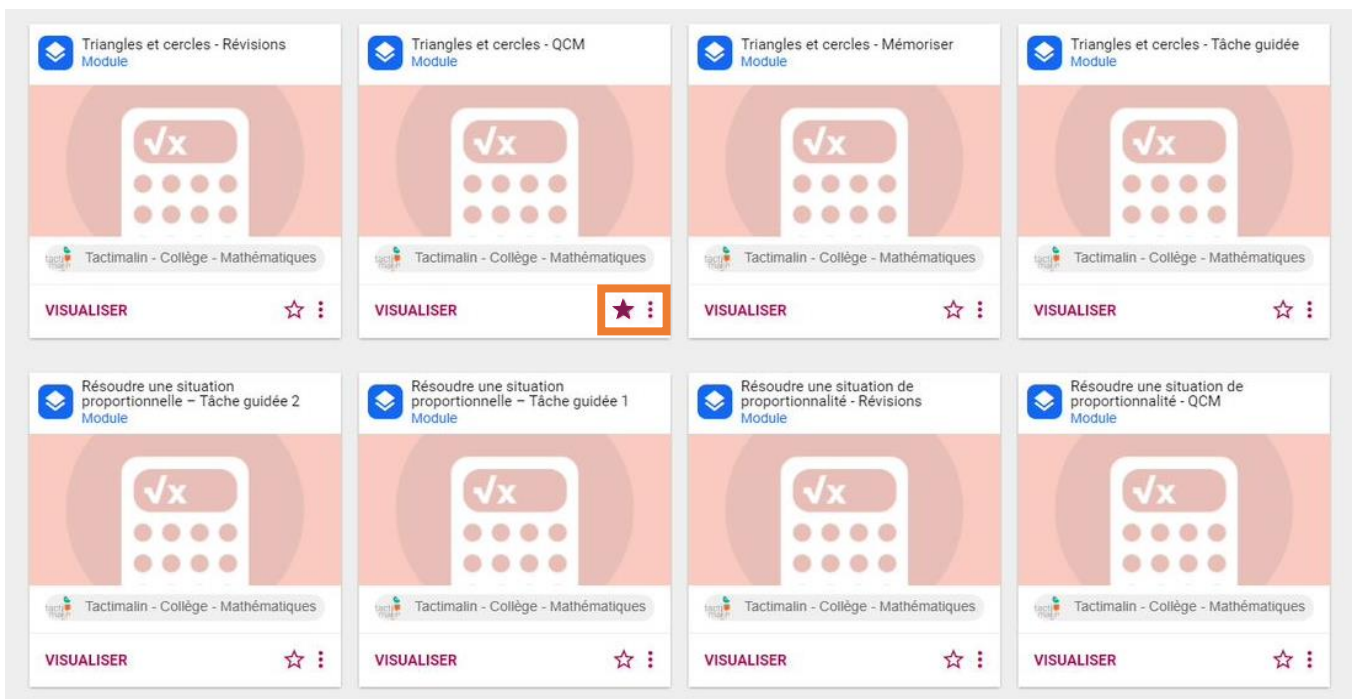 Triangles et cercles - Révisions
Module
√x
Tactimalin - Collège - Mathématiques
VISUALISER
Triangles et cercles - QCM
Module
√x
Tactimalin - Collège - Mathématiques
VISUALISER
Triangles et cercles - Mémoriser
Module
√x
Tactimalin - Collège - Mathématiques
VISUALISER
Triangles et cercles - Tâche guidée
Module
√x
Tactimalin - Collège - Mathématiques
VISUALISER
Résoudre une situation
proportionnelle – Tâche guidée 2
Module
√x
Tactimalin - Collège - Mathématiques
VISUALISER
Résoudre une situation
proportionnelle – Tâche guidée 1
Module
√x
Tactimalin - Collège - Mathématiques
VISUALISER
Résoudre une situation de
proportionnalité - Révisions
Module
√x
Tactimalin - Collège - Mathématiques
VISUALISER
Résoudre une situation de
proportionnalité - QCM
Module
√x
Tactimalin - Collège - Mathématiques
VISUALISER